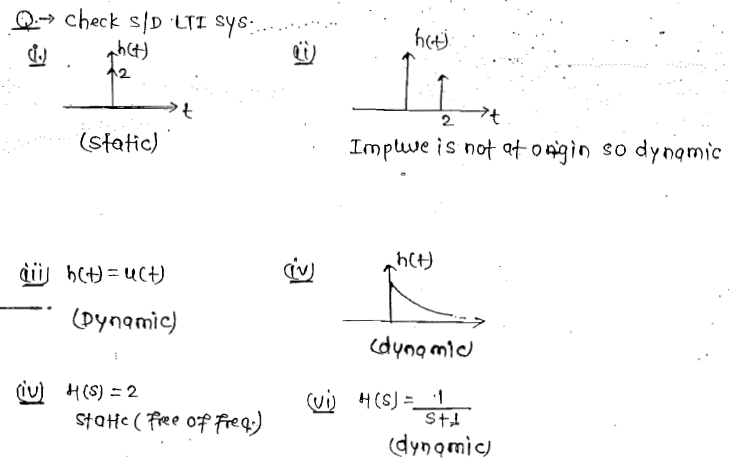 Q.→ Check S/D LTI sys.
(i.) h(t)
2
t
(static)
(ii) h(t)
2 t
Implwe is not at origin so dynamic
(iii) h(t) = u(t)
(Dynamic)
(iv) h(t)
(dynamic)
(iv) H(s) = 2
static (free of freq.)
(vi) H(s) = 1
s+1
(dynamic)